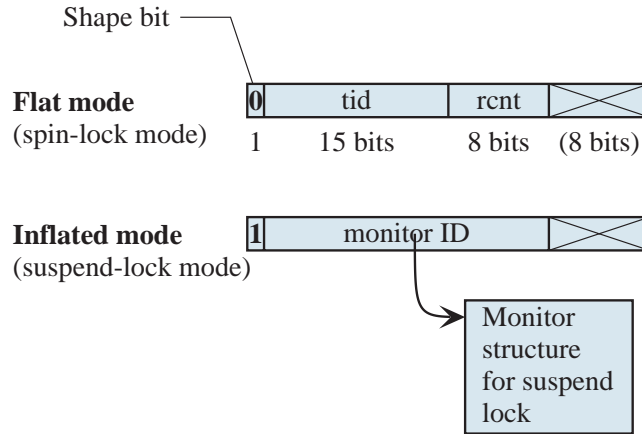 Shape bit
Flat mode
(spin-lock mode)
0 tid rcnt
1 15 bits 8 bits (8 bits)
Inflated mode
(suspend-lock mode)
1 monitor ID
Monitor
structure
for suspend
lock